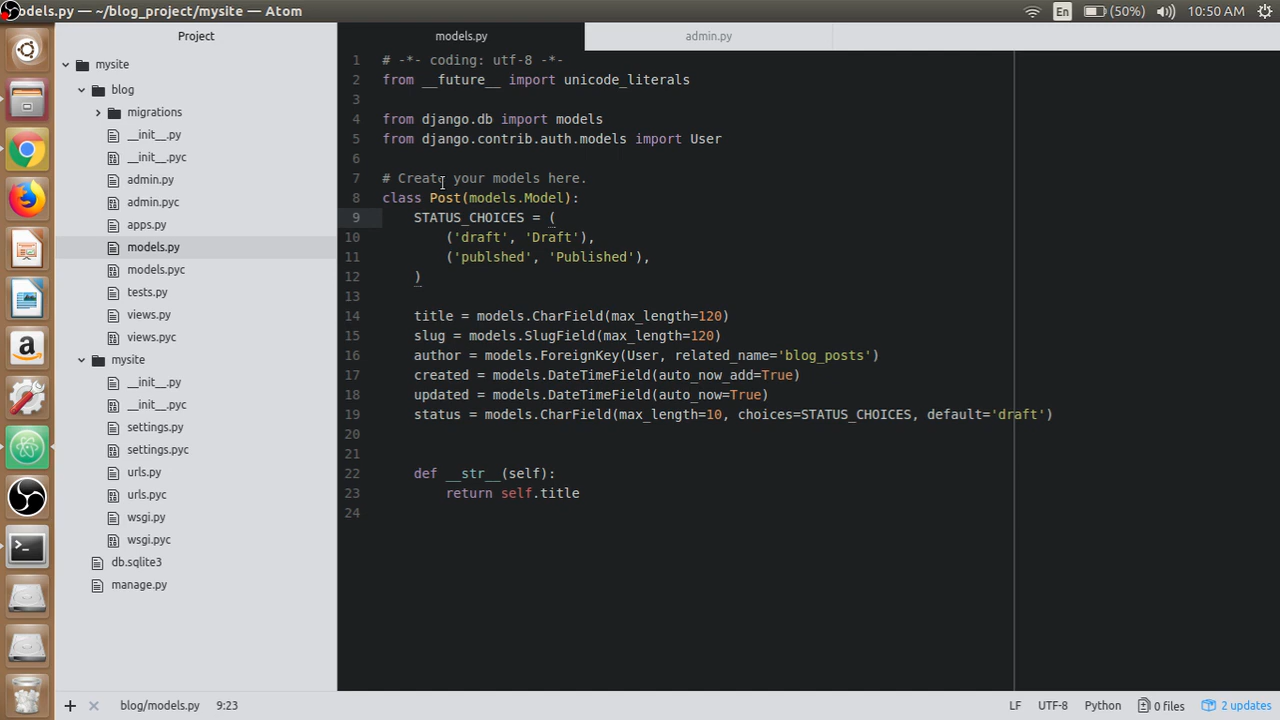 odels.py — ~/blog_project/mysite — Atom
En
(50%)
10:50 AM
Project
mysite
blog
migrations
__init__.py
__init__.pyc
admin.py
admin.pyc
apps.py
models.py
models.pyc
tests.py
views.py
views.pyc
mysite
__init__.py
__init__.pyc
settings.py
settings.pyc
urls.py
urls.pyc
wsgi.py
wsgi.pyc
db.sqlite3
manage.py
models.py
admin.py
1 # -*- coding: utf-8 -*-
2 from __future__ import unicode_literals
3
4 from django.db import models
5 from django.contrib.auth.models import User
6
7 # Create your models here.
8 class Post(models.Model):
9     STATUS_CHOICES = (
10         ('draft', 'Draft'),
11         ('publshed', 'Published'),
12     )
13
14     title = models.CharField(max_length=120)
15     slug = models.SlugField(max_length=120)
16     author = models.ForeignKey(User, related_name='blog_posts')
17     created = models.DateTimeField(auto_now_add=True)
18     updated = models.DateTimeField(auto_now=True)
19     status = models.CharField(max_length=10, choices=STATUS_CHOICES, default='draft')
20
21
22     def __str__(self):
23         return self.title
24
blog/models.py 9:23
LF UTF-8 Python 0 files 2 updates